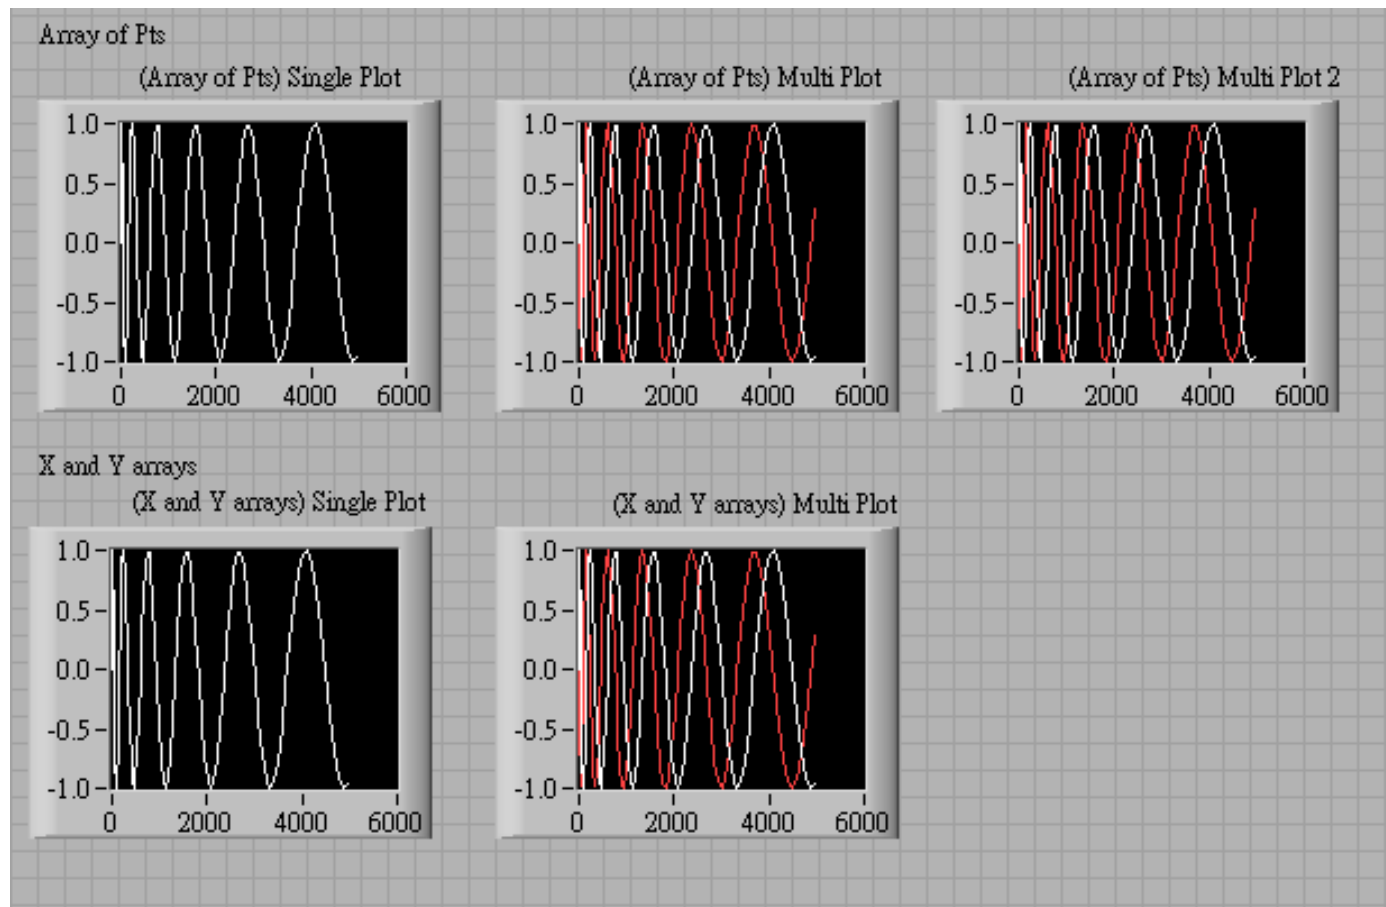 Array of Pts
(Array of Pts) Single Plot
(Array of Pts) Multi Plot
(Array of Pts) Multi Plot 2
1.0
0.5
0.0
-0.5
-1.0
0 2000 4000 6000
1.0
0.5
0.0
-0.5
-1.0
0 2000 4000 6000
1.0
0.5
0.0
-0.5
-1.0
0 2000 4000 6000
X and Y arrays
(X and Y arrays) Single Plot
(X and Y arrays) Multi Plot
1.0
0.5
0.0
-0.5
-1.0
0 2000 4000 6000
1.0
0.5
0.0
-0.5
-1.0
0 2000 4000 6000